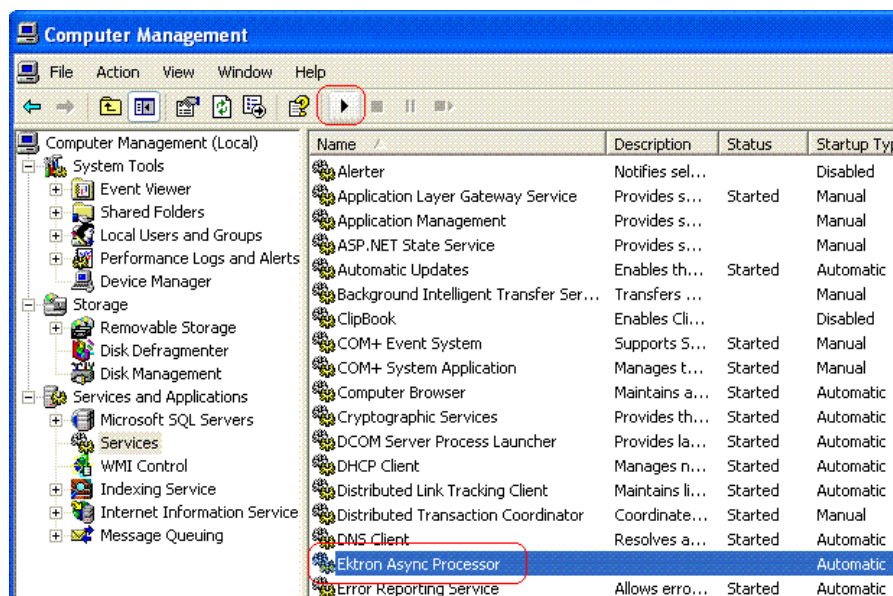 Computer Management
File Action View Window Help
Computer Management (Local)
System Tools
Event Viewer
Shared Folders
Local Users and Groups
Performance Logs and Alerts
Device Manager
Storage
Removable Storage
Disk Defragmenter
Disk Management
Services and Applications
Microsoft SQL Servers
Services
WMI Control
Indexing Service
Internet Information Service
Message Queuing
Name Description Status Startup Typ
Alerter Notifies sel... Disabled
Application Layer Gateway Service Provides s... Started Manual
Application Management Provides s... Manual
ASP.NET State Service Provides s... Manual
Automatic Updates Enables th... Started Automatic
Background Intelligent Transfer Ser... Transfers ... Manual
ClipBook Enables Cli... Disabled
COM+ Event System Supports S... Started Manual
COM+ System Application Manages t... Started Manual
Computer Browser Maintains a... Started Automatic
Cryptographic Services Provides th... Started Automatic
DCOM Server Process Launcher Provides la... Started Automatic
DHCP Client Manages n... Started Automatic
Distributed Link Tracking Client Maintains li... Started Automatic
Distributed Transaction Coordinator Coordinate... Started Manual
DNS Client Resolves a... Started Automatic
Ektron Async Processor Automatic
Error Reporting Service Allows erro... Started Automatic